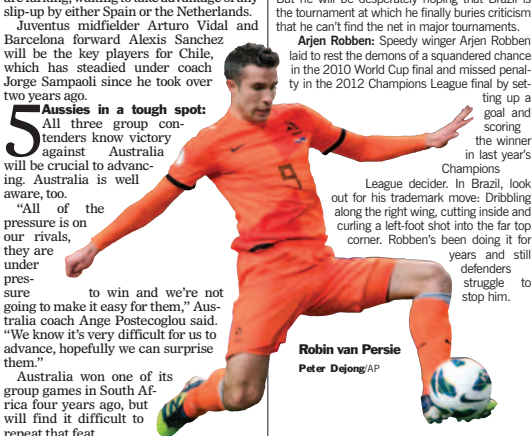 are lurking, waiting to take advantage of any
slip-up by either Spain or the Netherlands.
Juventus midfielder Arturo Vidal and
Barcelona forward Alexis Sanchez
will be the key players for Chile,
which has steadied under coach
Jorge Sampaoli since he took over
two years ago.
5 Aussies in a tough spot:
All three group con-
tenders know victory
against Australia
will be crucial to advanc-
ing. Australia is well
aware, too.
“All of the
pressure is on
our rivals,
they are
under
pres-
sure to win and we’re not
going to make it easy for them,” Aus-
tralia coach Ange Postecoglou said.
“We know it’s very difficult for us to
advance, hopefully we can surprise
them.”
Australia won one of its
group games in South Af-
rica four years ago, but
will find it difficult to
repeat that feat.
But he will be desperately hoping that Brazil is
the tournament at which he finally buries criticism
that he can’t find the net in major tournaments.
Arjen Robben: Speedy winger Arjen Robben
laid to rest the demons of a squandered chance
in the 2010 World Cup final and missed penal-
ty in the 2012 Champions League final by set-
ting up a
goal and
scoring
the winner
in last year’s
Champions
League decider. In Brazil, look
out for his trademark move: Dribbling
along the right wing, cutting inside and
curling a left-foot shot into the far top
corner. Robben’s been doing it for
years and still
defenders
struggle to
stop him.
9
Robin van Persie
Peter Dejong/AP